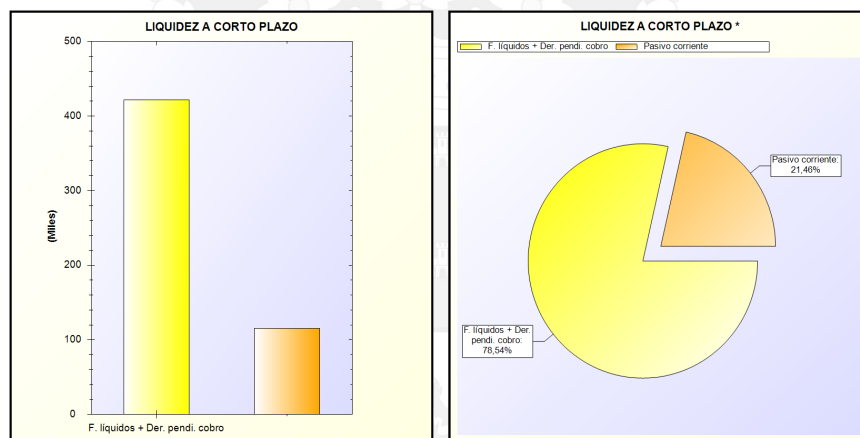 LIQUIDEZ A CORTO PLAZO
500
400
300
200
100
0
(Miles)
F. líquidos + Der. pendi. cobro
LIQUIDEZ A CORTO PLAZO *
F. líquidos + Der. pendi. cobro
Pasivo corriente
Pasivo corriente:
21,46%
F. líquidos + Der.
pendi. cobro:
78,54%